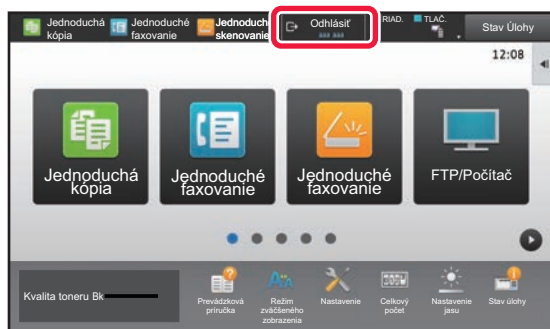 Jednoduchá
kópia
Jednoduché
faxovanie
Jednoduch
skenovanie
Odhlásiť
RIAD.
TLAČ.
Stav Úlohy
12:08
Jednoduchá
kópia
Jednoduché
faxovanie
Jednoduché
faxovanie
FTP/Počítač
Kvalita toneru Bk
Prevádzková
príručka
Režim
zväčšeného
zobrazenia
Nastavenie
Celkový
počet
Nastavenie
jasu
Stav úlohy